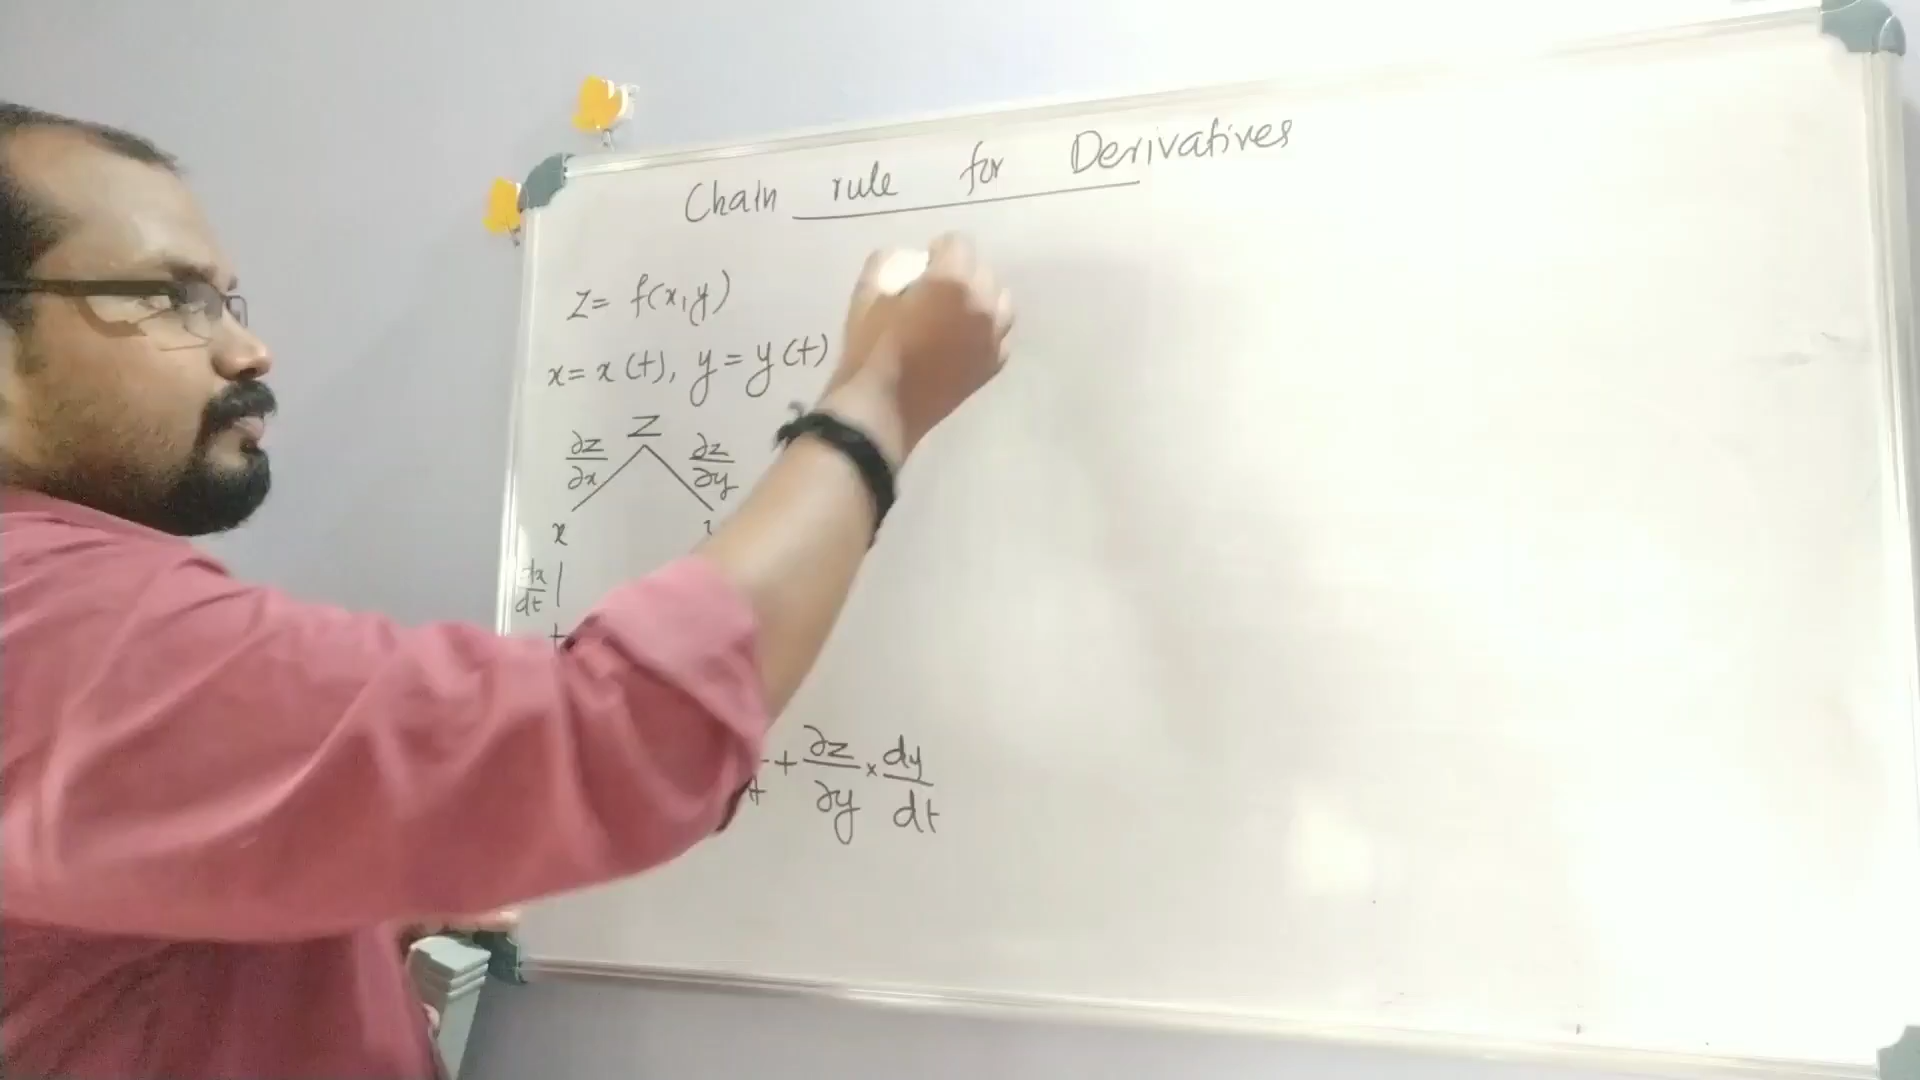 Chain rule for Derivatives
z = f(x,y)
x = x(t), y = y(t)
z
∂z/∂x ∂z/∂y
x
dx/dt
t
+ ∂z/∂y × dy/dt